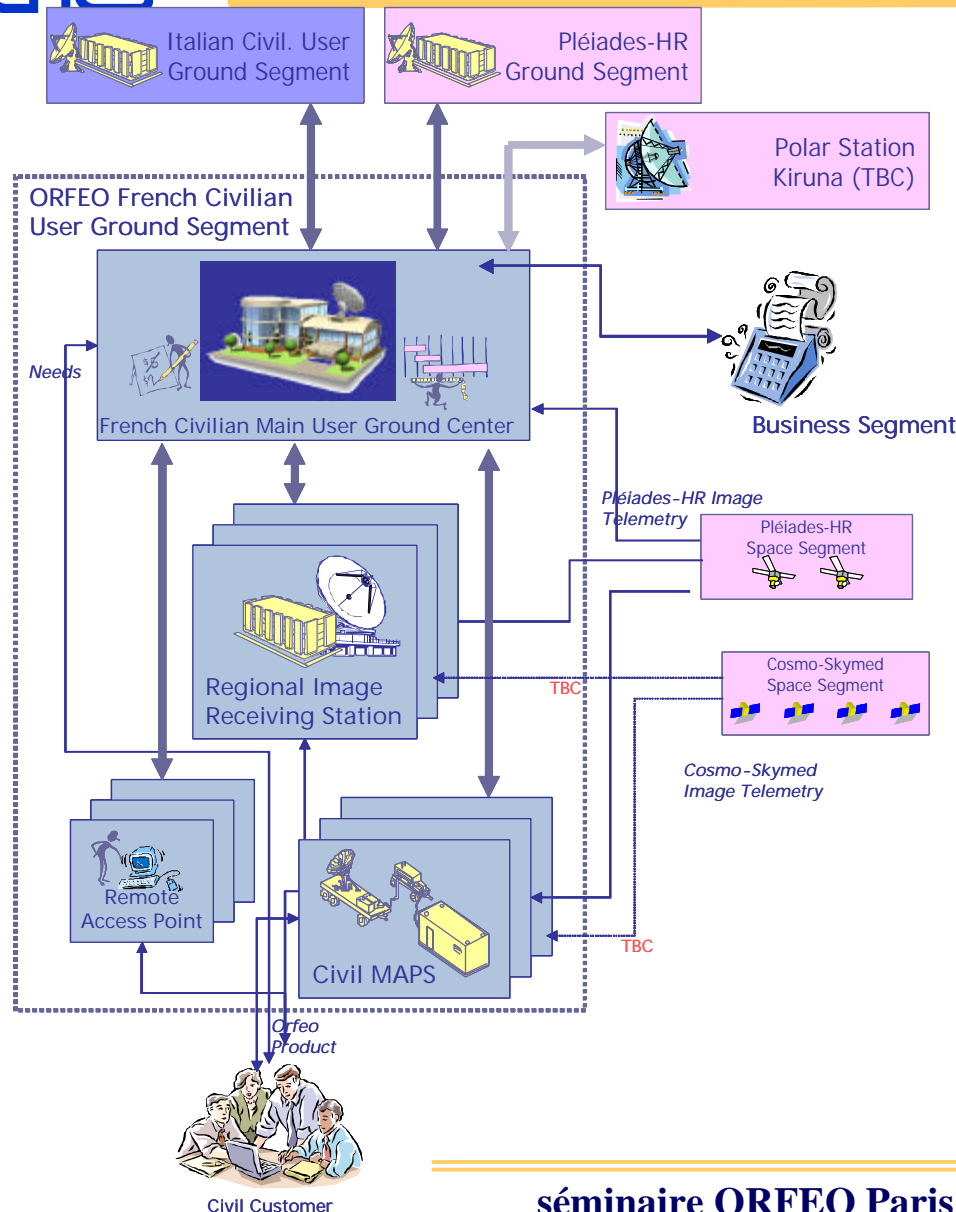 Italian Civil. User
Ground Segment
Pléiades-HR
Ground Segment
Polar Station
Kiruna (TBC)
ORFEO French Civilian
User Ground Segment
Needs
French Civilian Main User Ground Center
Business Segment
Pléiades-HR Image
Telemetry
Pléiades-HR
Space Segment
Regional Image
Receiving Station
TBC
Cosmo-Skymed
Space Segment
Cosmo-Skymed
Image Telemetry
Remote
Access Point
Civil MAPS
TBC
Orfeo
Product
Civil Customer
séminaire ORFEO Paris